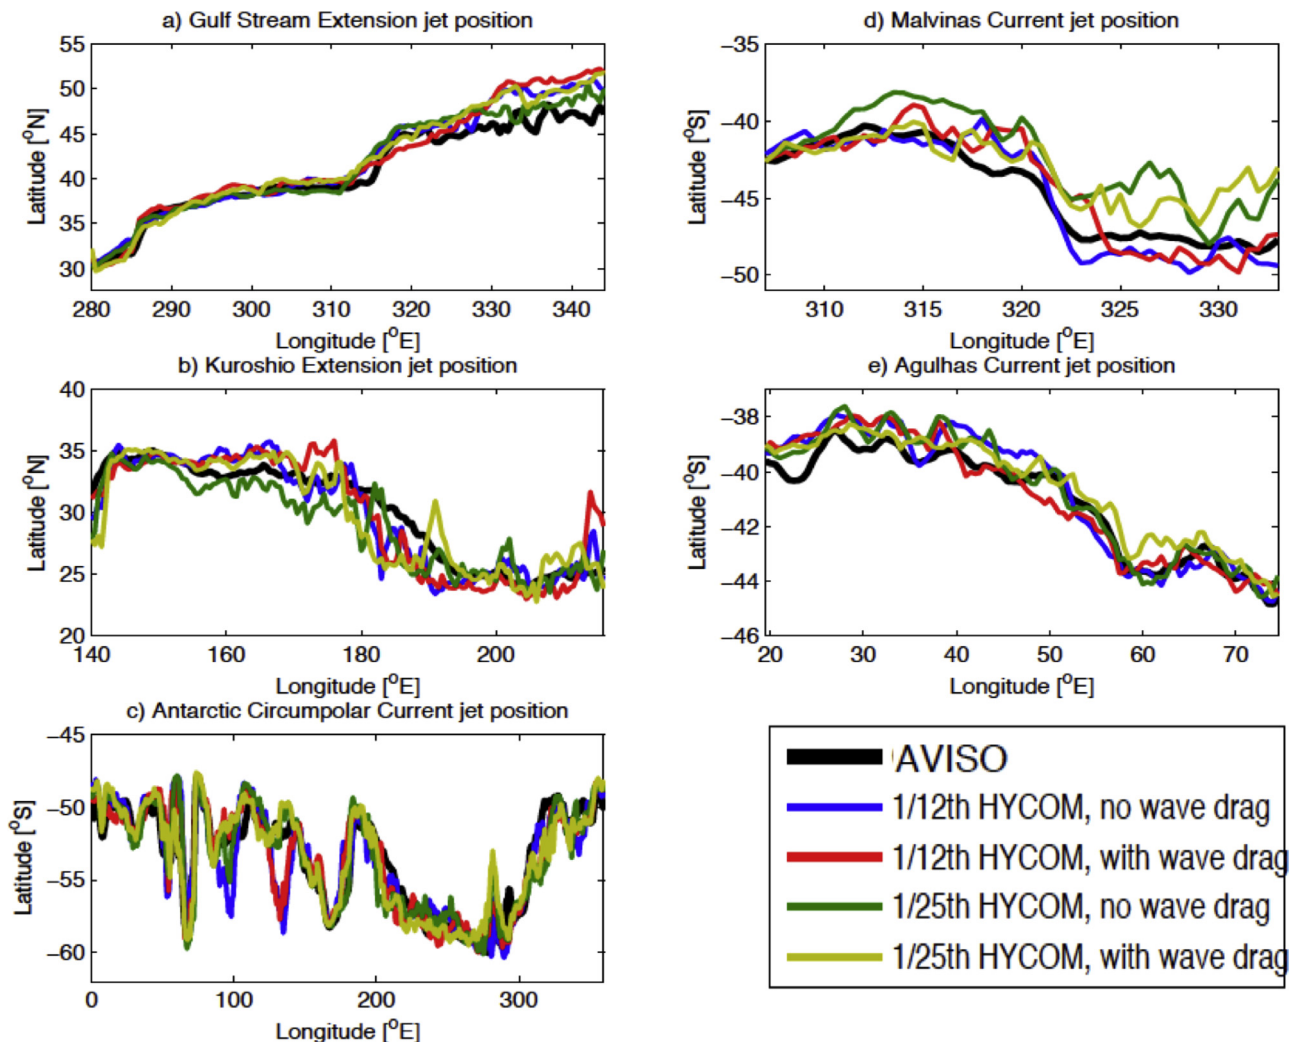 a) Gulf Stream Extension jet position
55
50
45
40
35
30
Latitude [°N]
280 290 300 310 320 330 340
Longitude [°E]
b) Kuroshio Extension jet position
40
35
30
25
20
Latitude [°N]
140 160 180 200
Longitude [°E]
c) Antarctic Circumpolar Current jet position
−45
−50
−55
−60
Latitude [°S]
0 100 200 300
Longitude [°E]
d) Malvinas Current jet position
−35
−40
−45
−50
Latitude [°S]
310 315 320 325 330
Longitude [°E]
e) Agulhas Current jet position
−38
−40
−42
−44
−46
Latitude [°S]
20 30 40 50 60 70
Longitude [°E]
AVISO
1/12th HYCOM, no wave drag
1/12th HYCOM, with wave drag
1/25th HYCOM, no wave drag
1/25th HYCOM, with wave drag